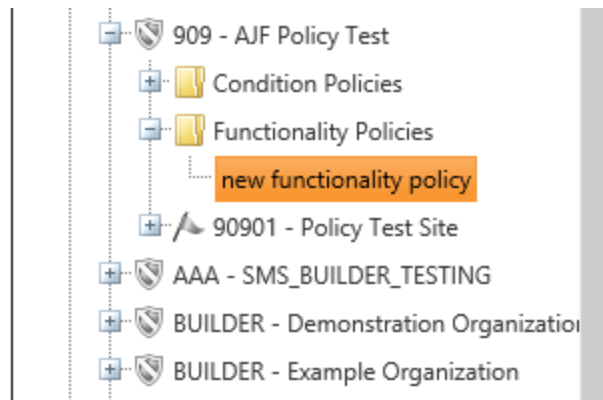 909 - AJF Policy Test
Condition Policies
Functionality Policies
new functionality policy
90901 - Policy Test Site
AAA - SMS_BUILDER_TESTING
BUILDER - Demonstration Organization
BUILDER - Example Organization